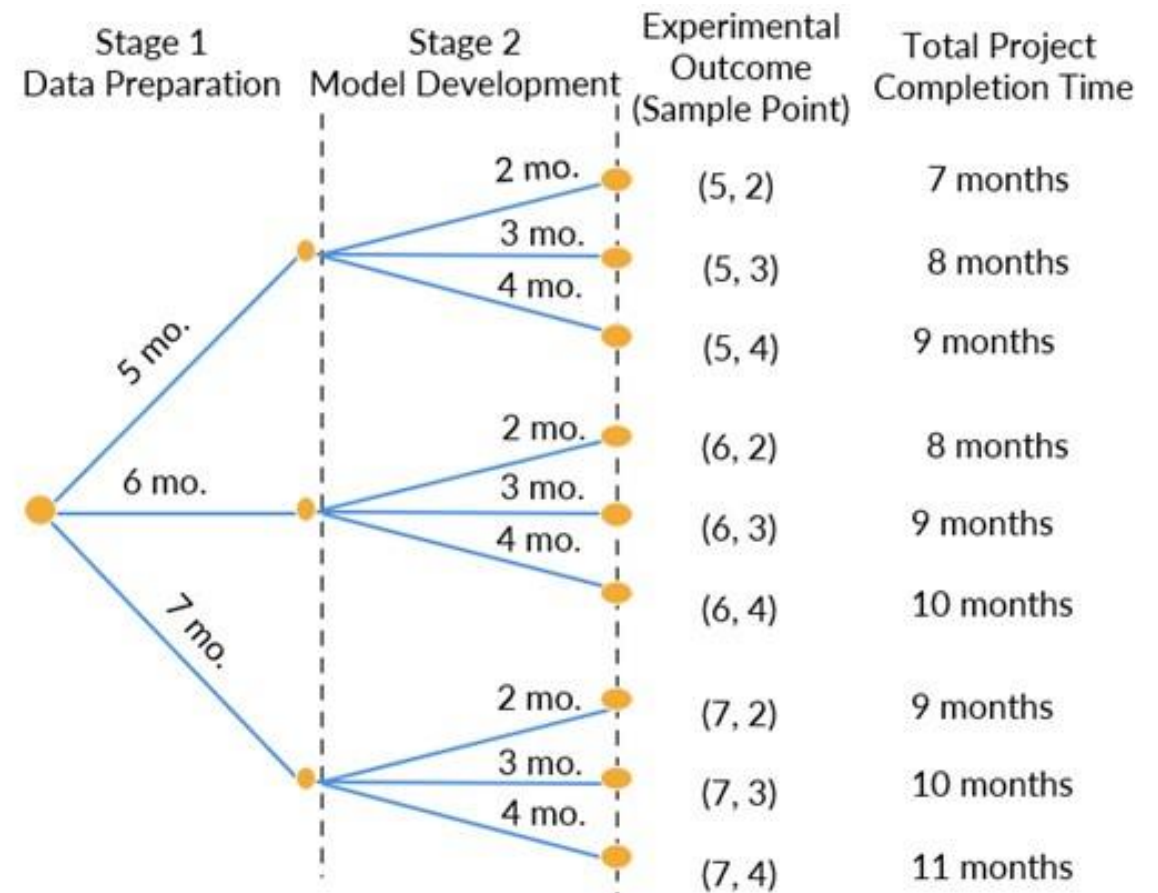 Stage 1
Data Preparation
Stage 2
Model Development
Experimental
Outcome
(Sample Point)
Total Project
Completion Time
5 mo.
6 mo.
7 mo.
2 mo.
(5, 2)
7 months
3 mo.
(5, 3)
8 months
4 mo.
(5, 4)
9 months
2 mo.
(6, 2)
8 months
3 mo.
(6, 3)
9 months
4 mo.
(6, 4)
10 months
2 mo.
(7, 2)
9 months
3 mo.
(7, 3)
10 months
4 mo.
(7, 4)
11 months